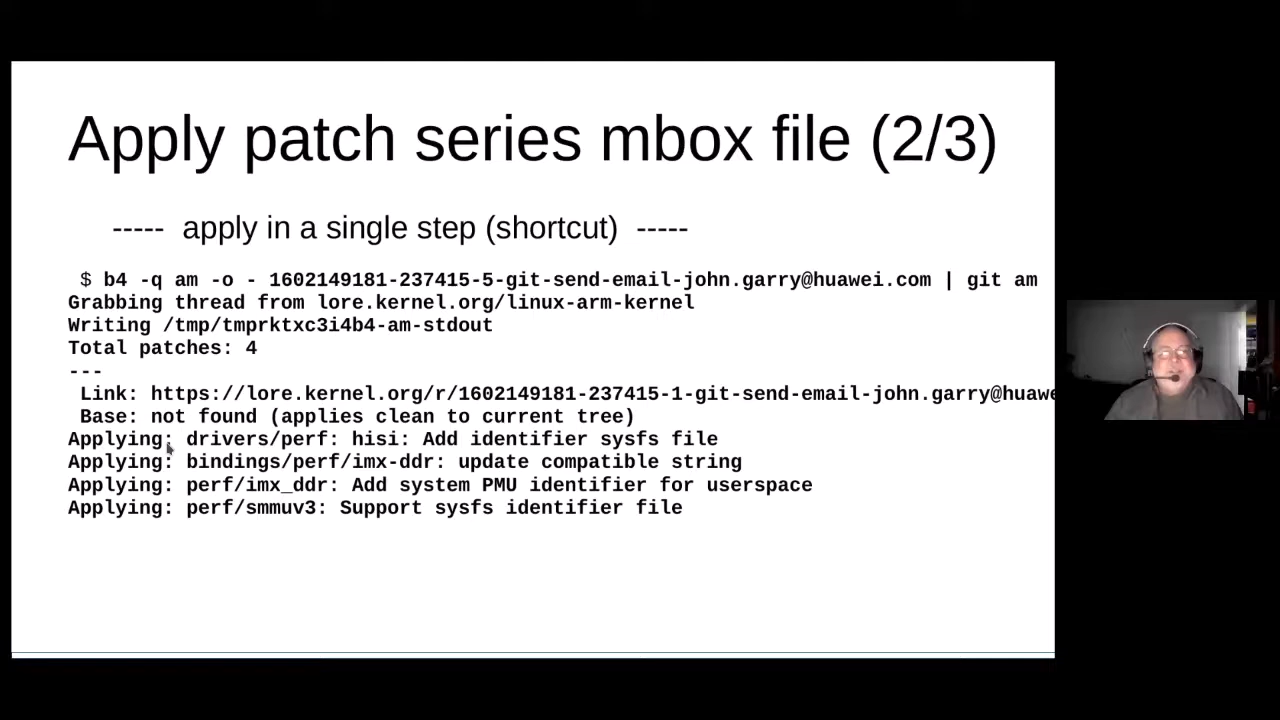 Apply patch series mbox file (2/3)
----- apply in a single step (shortcut) -----
$ b4 -q am -o - 1602149181-237415-5-git-send-email-john.garry@huawei.com | git am
Grabbing thread from lore.kernel.org/linux-arm-kernel
Writing /tmp/tmprktxc3i4b4-am-stdout
Total patches: 4
---
Link: https://lore.kernel.org/r/1602149181-237415-1-git-send-email-john.garry@huawe
Base: not found (applies clean to current tree)
Applying: drivers/perf: hisi: Add identifier sysfs file
Applying: bindings/perf/imx-ddr: update compatible string
Applying: perf/imx_ddr: Add system PMU identifier for userspace
Applying: perf/smmuv3: Support sysfs identifier file